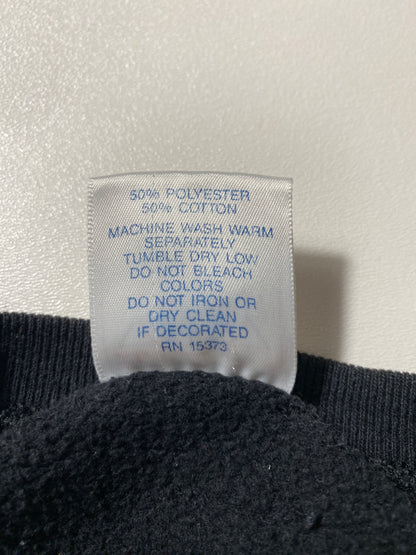 50% POLYESTER
50% COTTON
MACHINE WASH WARM
SEPARATELY
TUMBLE DRY LOW
DO NOT BLEACH
COLORS
DO NOT IRON OR
DRY CLEAN
IF DECORATED
RN 15373